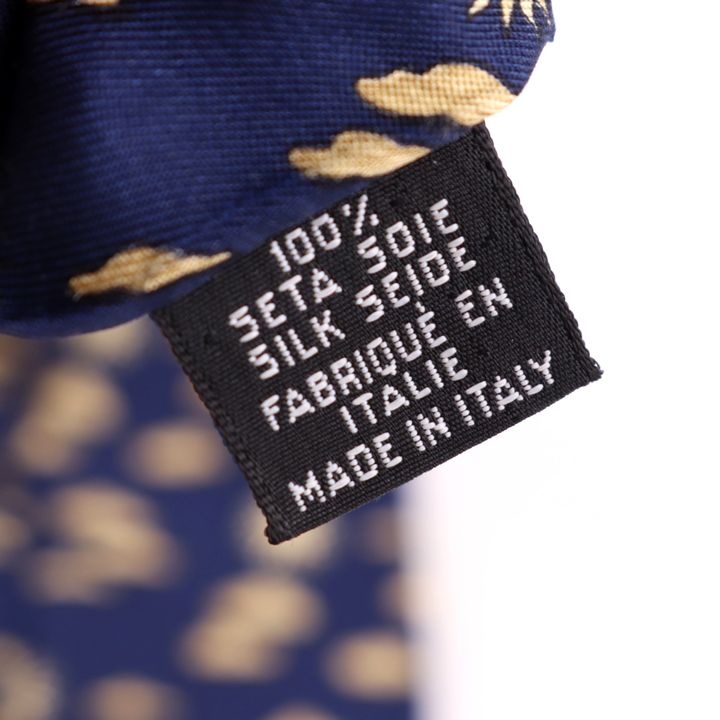 100%
SETA SOIE
SILK SEIDE
FABRIQUÉ EN
ITALIE
MADE IN ITALY